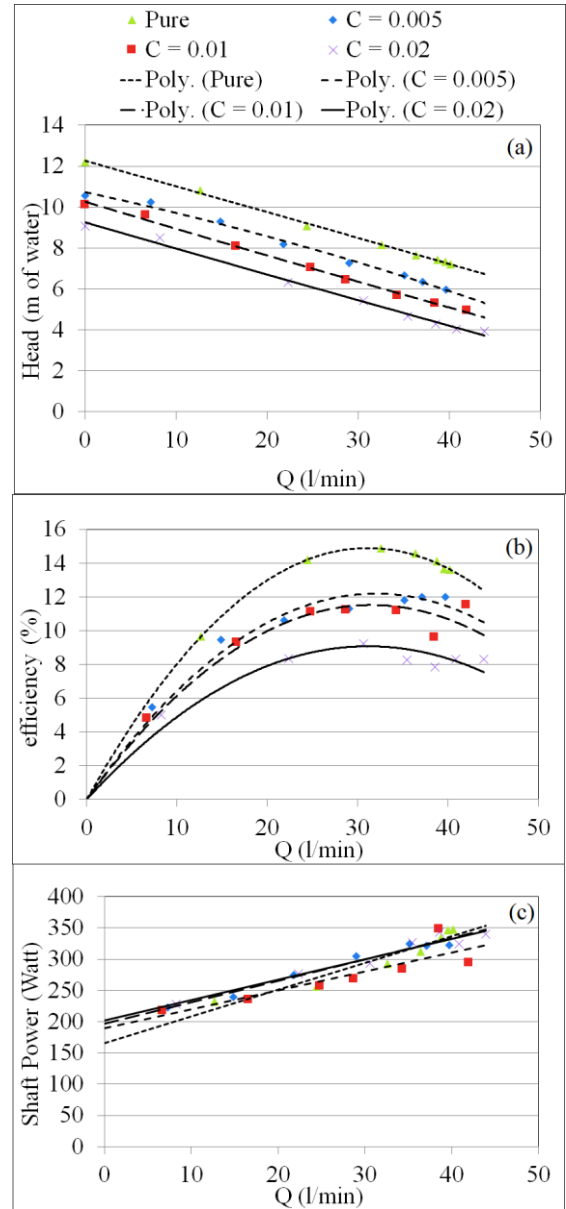 Pure C = 0.005
C = 0.01 C = 0.02
Poly. (Pure) Poly. (C = 0.005)
Poly. (C = 0.01) Poly. (C = 0.02)
(a)
14
12
10
8
6
4
2
0
Head (m of water)
0 10 20 30 40 50
Q (l/min)
(b)
16
14
12
10
8
6
4
2
0
efficiency (%)
0 10 20 30 40 50
Q (l/min)
(c)
400
350
300
250
200
150
100
50
0
Shaft Power (Watt)
0 10 20 30 40 50
Q (l/min)